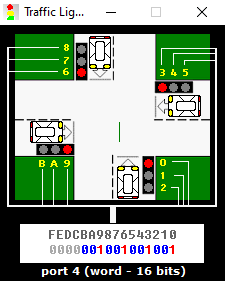 Traffic Lig...
8
7
6
3 4 5
B A 9
0
1
2
FEDCBA9876543210
0000001001001001
port 4 (word - 16 bits)